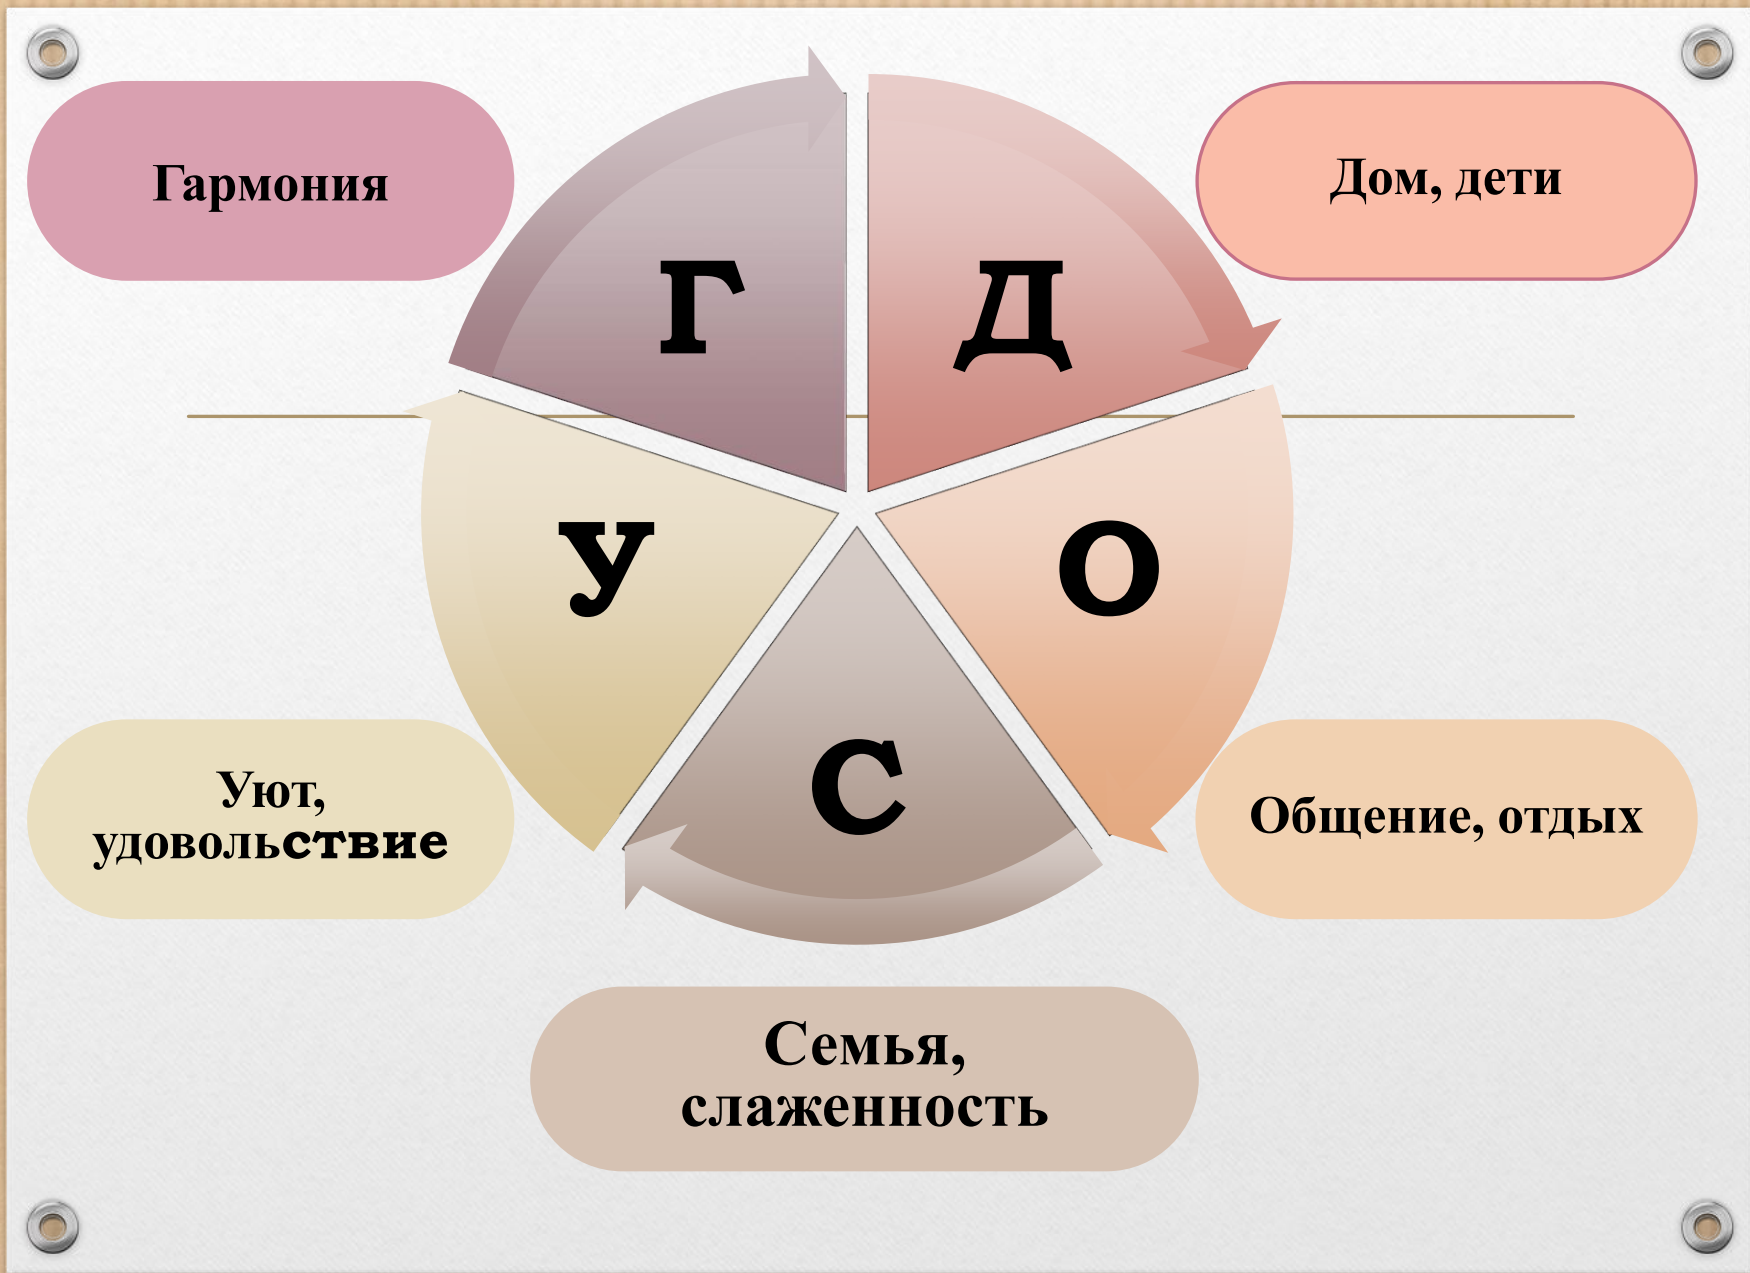 Гармония
Дом, дети
Г
Д
У
О
С
Уют,
удовольствие
Общение, отдых
Семья,
слаженность